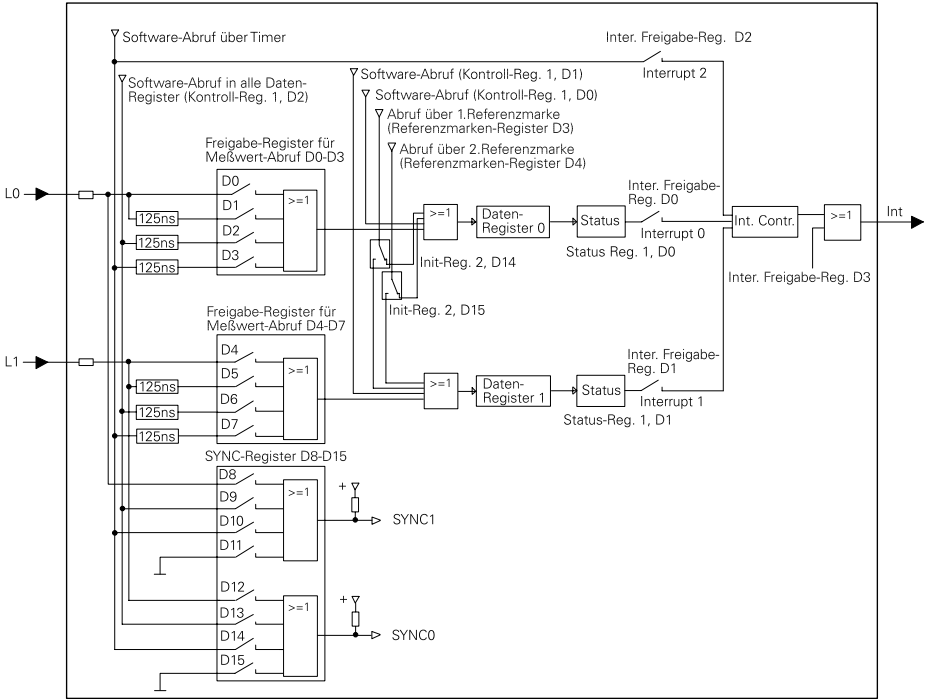 Software-Abruf über Timer
Inter. Freigabe-Reg. D2
Interrupt 2
Software-Abruf in alle Daten-
Register (Kontroll-Reg. 1, D2)
Software-Abruf (Kontroll-Reg. 1, D1)
Software-Abruf (Kontroll-Reg. 1, D0)
Abruf über 1.Referenzmarke
(Referenzmarken-Register D3)
Abruf über 2.Referenzmarke
(Referenzmarken-Register D4)
Freigabe-Register für
Meßwert-Abruf D0-D3
L0
D0
D1
D2
D3
125ns
125ns
125ns
>=1
>=1
Daten-
Register 0
Status
Status Reg. 1, D0
Inter. Freigabe-
Reg. D0
Interrupt 0
Int. Contr.
>=1
Int
Inter. Freigabe-Reg. D3
Init-Reg. 2, D14
Init-Reg. 2, D15
Freigabe-Register für
Meßwert-Abruf D4-D7
L1
D4
D5
D6
D7
125ns
125ns
125ns
>=1
>=1
Daten-
Register 1
Status
Status-Reg. 1, D1
Inter. Freigabe-
Reg. D1
Interrupt 1
SYNC-Register D8-D15
D8
D9
D10
D11
>=1
+
SYNC1
D12
D13
D14
D15
>=1
+
SYNC0